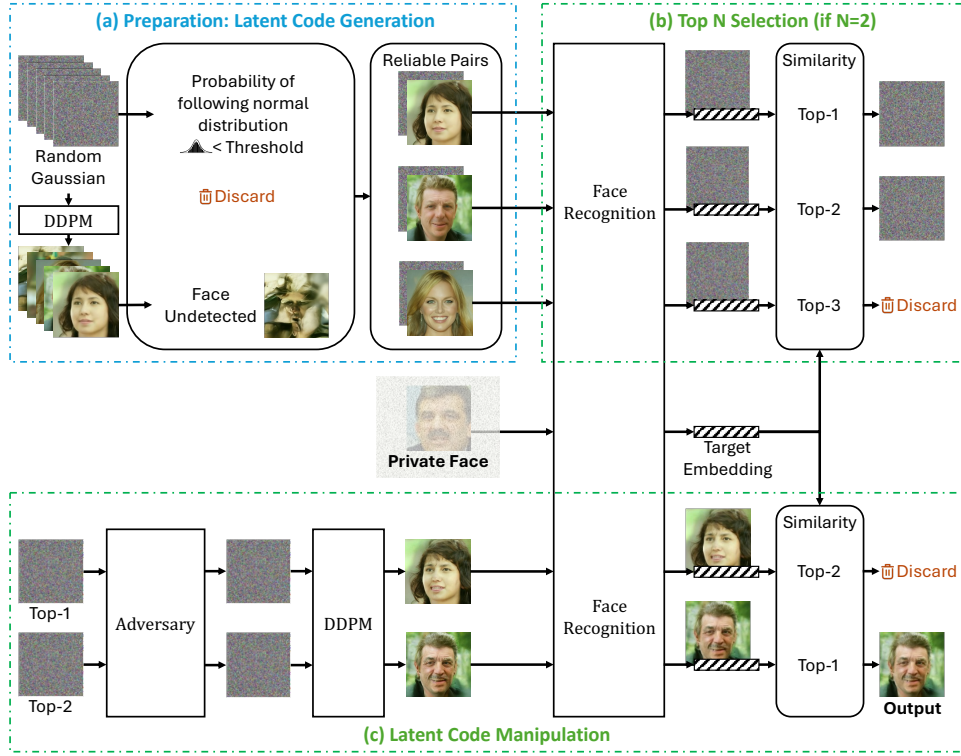 (a) Preparation: Latent Code Generation
Random
Gaussian
DDPM
Probability of
following normal
distribution
< Threshold
Discard
Face
Undetected
Reliable Pairs
(b) Top N Selection (if N=2)
Face
Recognition
Similarity
Top-1
Top-2
Top-3
Discard
Private Face
Target
Embedding
Top-1
Top-2
Adversary
DDPM
Face
Recognition
Similarity
Top-2
Discard
Top-1
Output
(c) Latent Code Manipulation